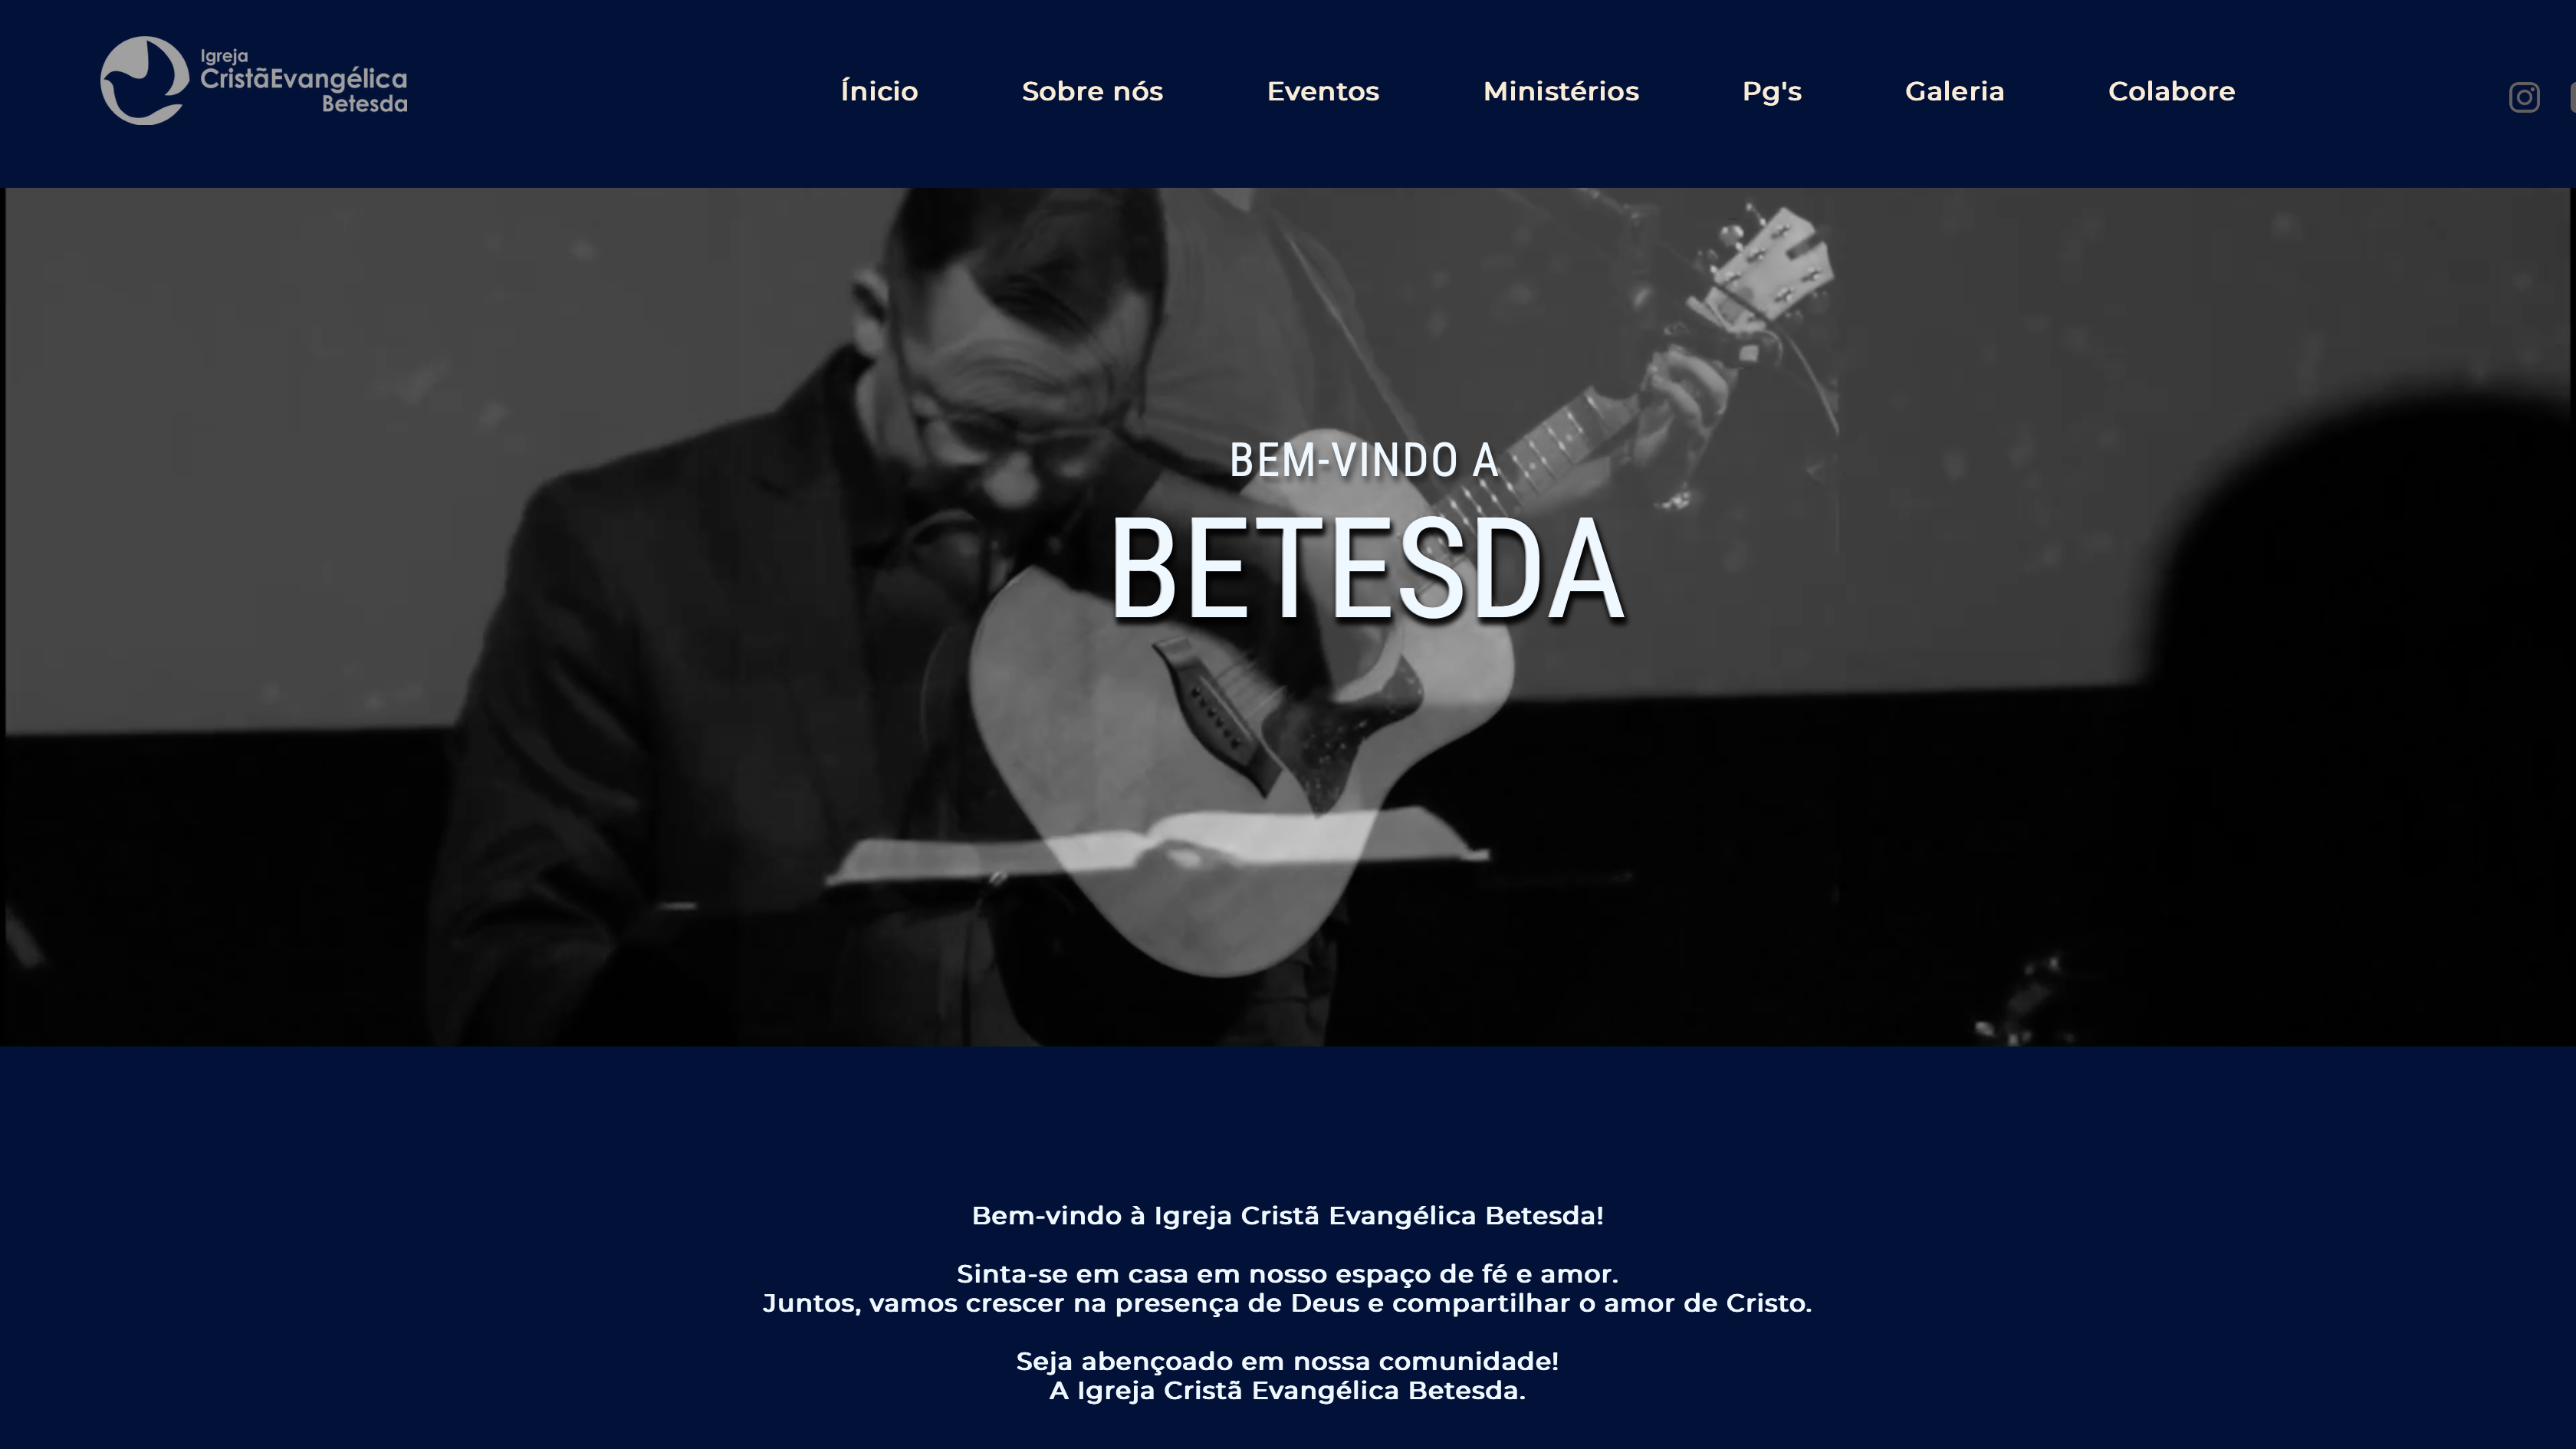 Igreja
CristãEvangélica
Betesda
Ínicio
Sobre nós
Eventos
Ministérios
Pg's
Galeria
Colabore
BEM-VINDO A
BETESDA
Bem-vindo à Igreja Cristã Evangélica Betesda!
Sinta-se em casa em nosso espaço de fé e amor.
Juntos, vamos crescer na presença de Deus e compartilhar o amor de Cristo.
Seja abençoado em nossa comunidade!
A Igreja Cristã Evangélica Betesda.